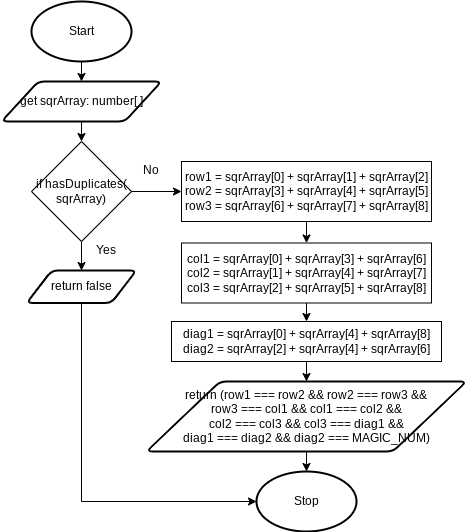 Start
get sqrArray: number[ ]
if hasDuplicates(
sqrArray)
No
Yes
return false
row1 = sqrArray[0] + sqrArray[1] + sqrArray[2]
row2 = sqrArray[3] + sqrArray[4] + sqrArray[5]
row3 = sqrArray[6] + sqrArray[7] + sqrArray[8]
col1 = sqrArray[0] + sqrArray[3] + sqrArray[6]
col2 = sqrArray[1] + sqrArray[4] + sqrArray[7]
col3 = sqrArray[2] + sqrArray[5] + sqrArray[8]
diag1 = sqrArray[0] + sqrArray[4] + sqrArray[8]
diag2 = sqrArray[2] + sqrArray[4] + sqrArray[6]
return (row1 === row2 && row2 === row3 &&
row3 === col1 && col1 === col2 &&
col2 === col3 && col3 === diag1 &&
diag1 === diag2 && diag2 === MAGIC_NUM)
Stop